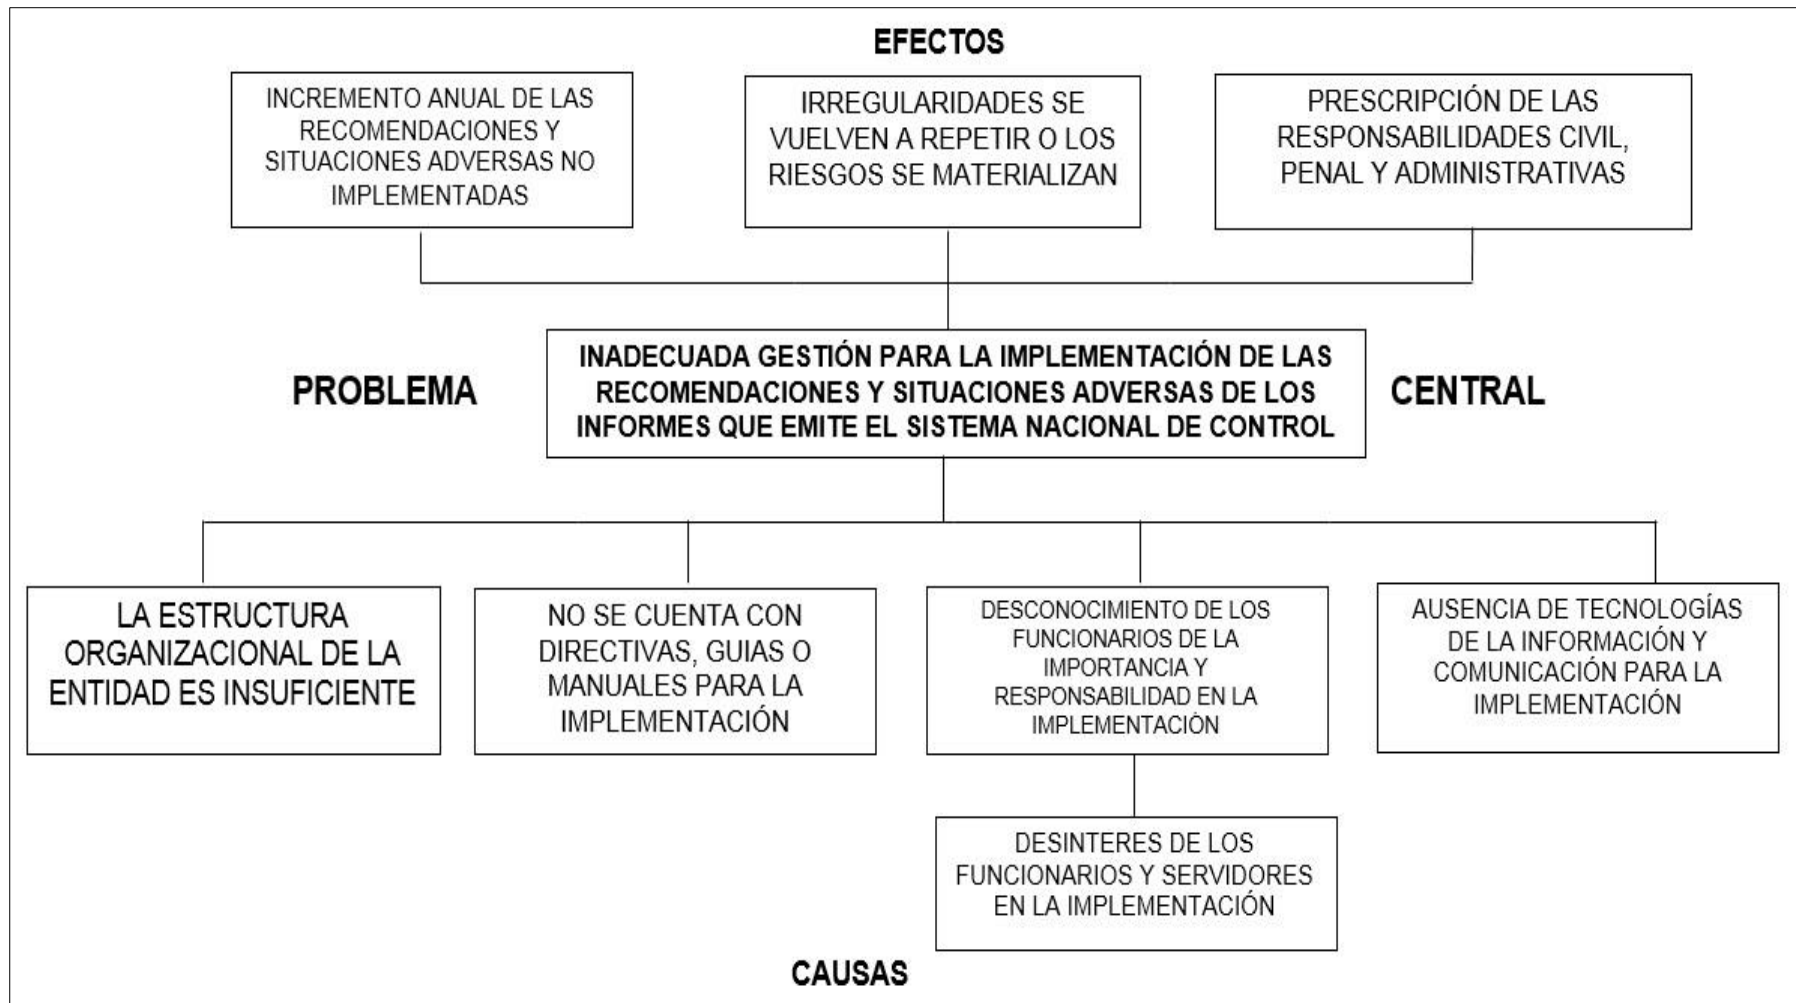 EFECTOS
INCREMENTO ANUAL DE LAS
RECOMENDACIONES Y
SITUACIONES ADVERSAS NO
IMPLEMENTADAS
IRREGULARIDADES SE
VUELVEN A REPETIR O LOS
RIESGOS SE MATERIALIZAN
PRESCRIPCIÓN DE LAS
RESPONSABILIDADES CIVIL,
PENAL Y ADMINISTRATIVAS
PROBLEMA
INADECUADA GESTIÓN PARA LA IMPLEMENTACIÓN DE LAS
RECOMENDACIONES Y SITUACIONES ADVERSAS DE LOS
INFORMES QUE EMITE EL SISTEMA NACIONAL DE CONTROL
CENTRAL
LA ESTRUCTURA
ORGANIZACIONAL DE LA
ENTIDAD ES INSUFICIENTE
NO SE CUENTA CON
DIRECTIVAS, GUIAS O
MANUALES PARA LA
IMPLEMENTACIÓN
DESCONOCIMIENTO DE LOS
FUNCIONARIOS DE LA
IMPORTANCIA Y
RESPONSABILIDAD EN LA
IMPLEMENTACIÓN
AUSENCIA DE TECNOLOGÍAS
DE LA INFORMACIÓN Y
COMUNICACIÓN PARA LA
IMPLEMENTACIÓN
DESINTERES DE LOS
FUNCIONARIOS Y SERVIDORES
EN LA IMPLEMENTACIÓN
CAUSAS